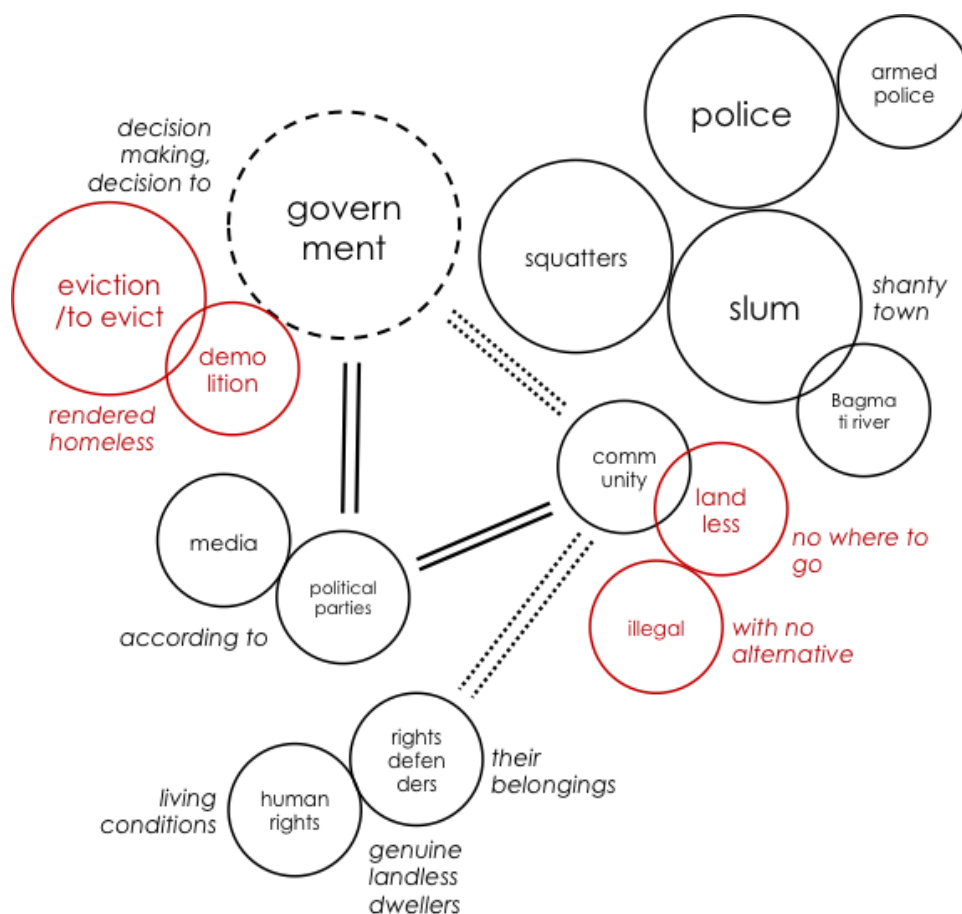 police
armed
police
decision
making,
decision to
govern
ment
squatters
slum
shanty
town
eviction
/to evict
demo
lition
rendered
homeless
Bagma
ti river
comm
unity
land
less
no where to
go
media
political
parties
according to
illegal
with no
alternative
rights
defen
ders
their
belongings
living
conditions
human
rights
genuine
landless
dwellers